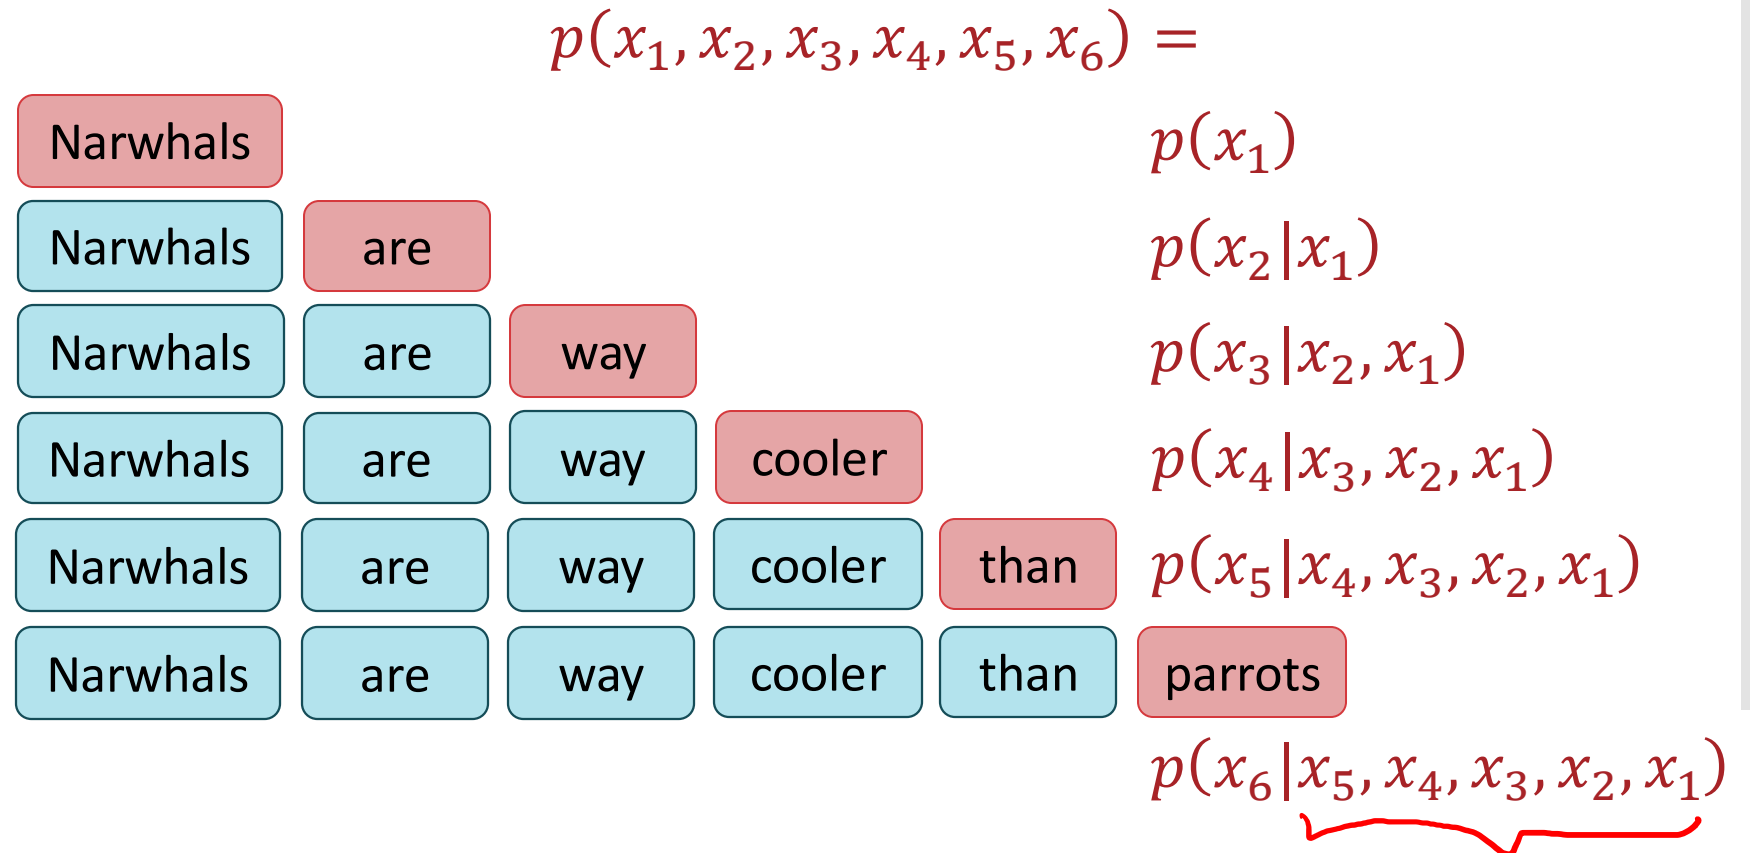 p(x₁, x₂, x₃, x₄, x₅, x₆) =
Narwhals p(x₁)
Narwhals are p(x₂|x₁)
Narwhals are way p(x₃|x₂, x₁)
Narwhals are way cooler p(x₄|x₃, x₂, x₁)
Narwhals are way cooler than p(x₅|x₄, x₃, x₂, x₁)
Narwhals are way cooler than parrots
p(x₆|x₅, x₄, x₃, x₂, x₁)